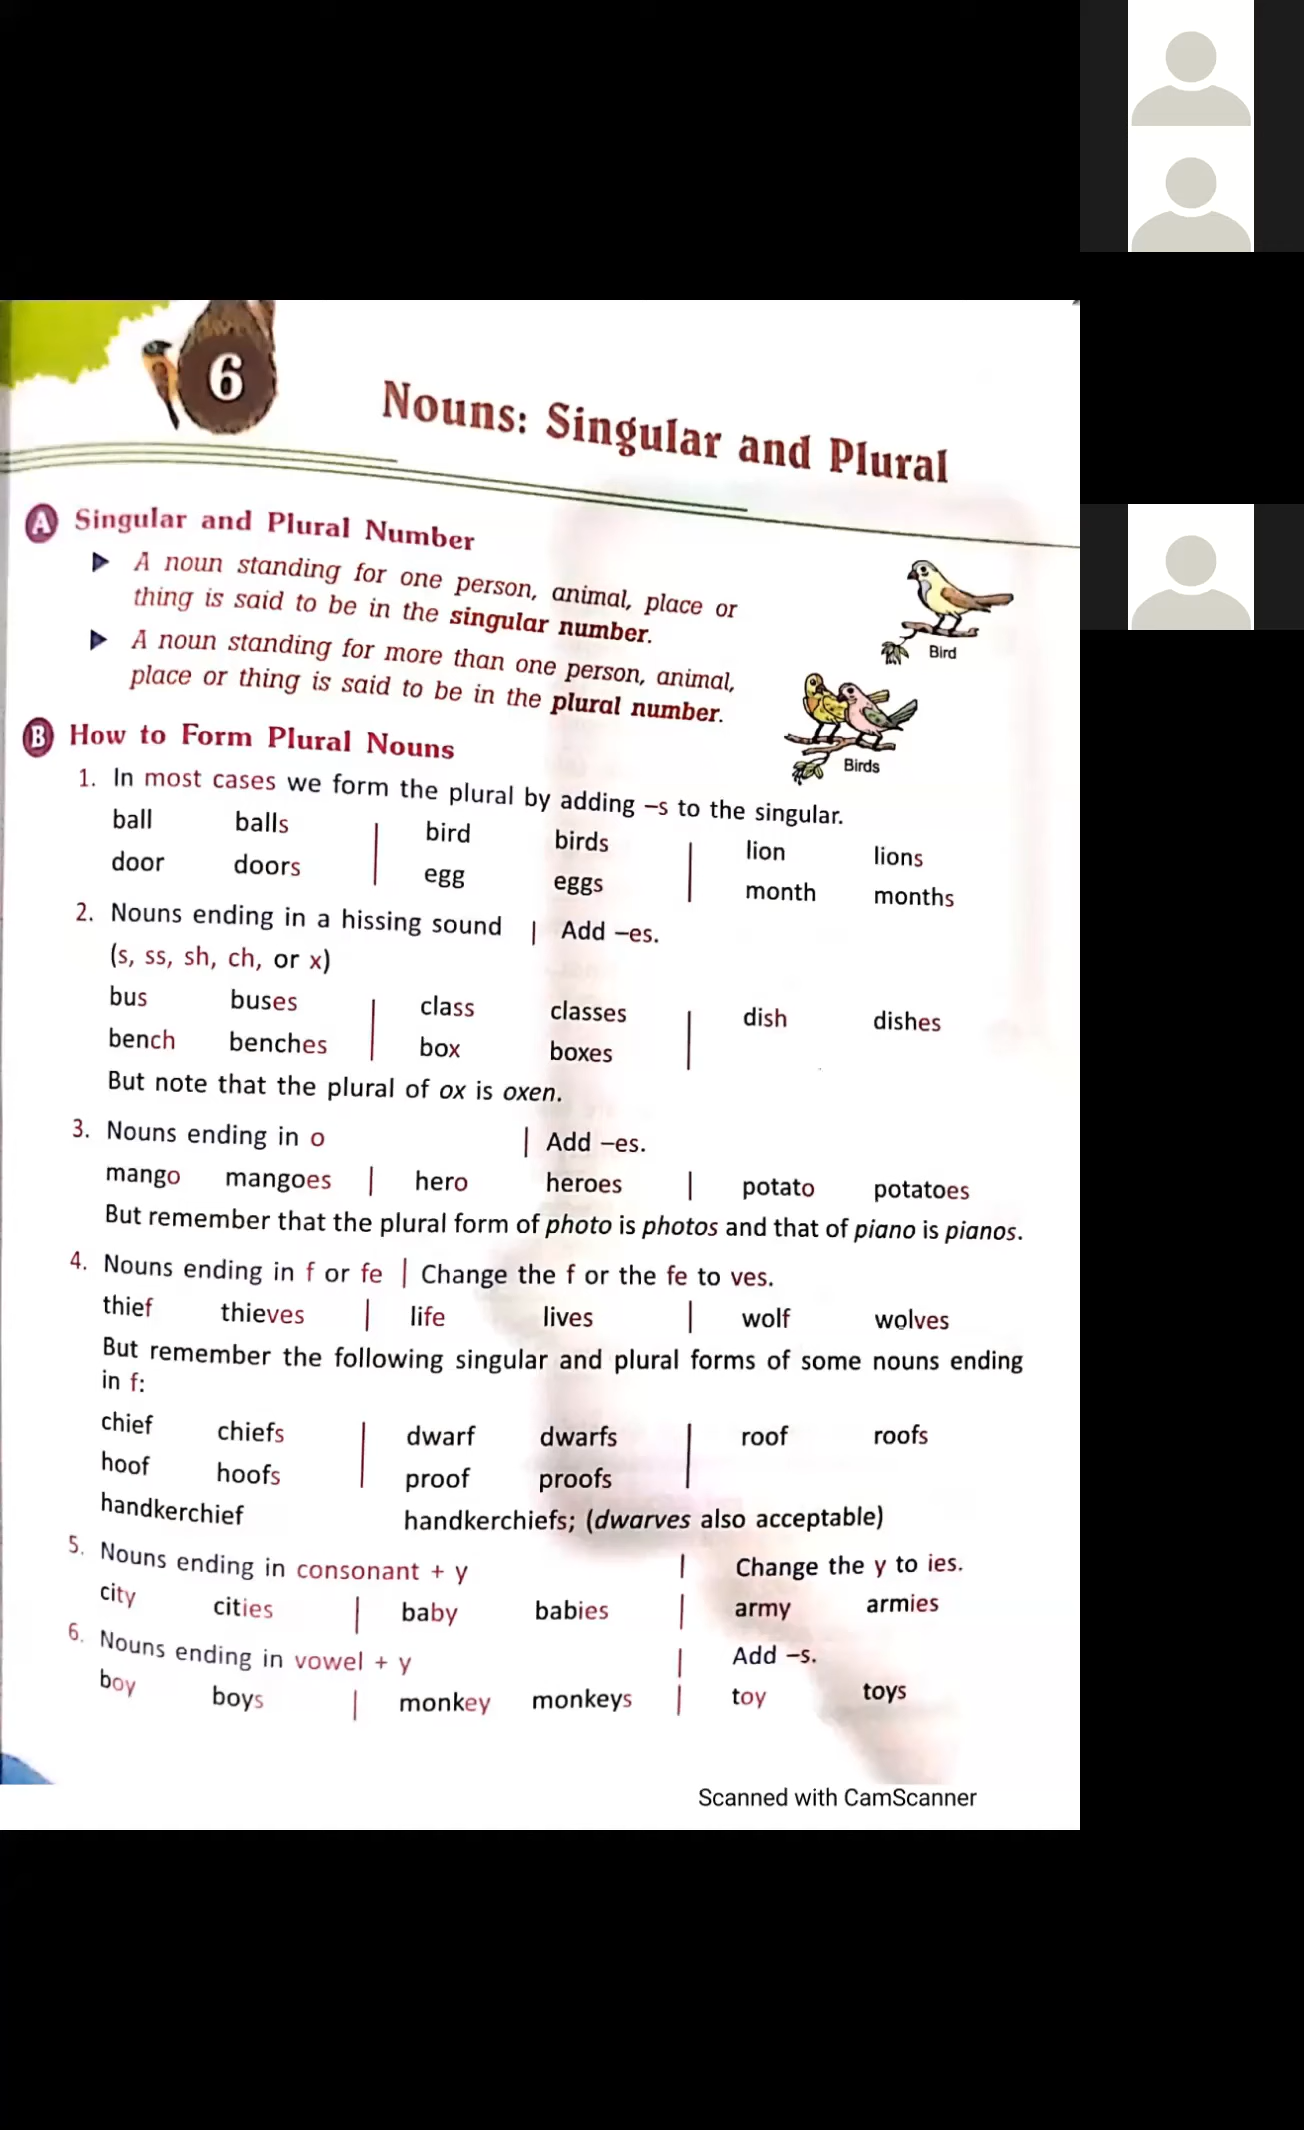 6
Nouns: Singular and Plural
A Singular and Plural Number
A noun standing for one person, animal, place or
thing is said to be in the singular number.
A noun standing for more than one person, animal,
place or thing is said to be in the plural number.
Bird
Birds
B How to Form Plural Nouns
1. In most cases we form the plural by adding –s to the singular.
ball balls | bird birds | lion lions
door doors | egg eggs | month months
2. Nouns ending in a hissing sound | Add –es.
(s, ss, sh, ch, or x)
bus buses | class classes | dish dishes
bench benches | box boxes |
But note that the plural of ox is oxen.
3. Nouns ending in o | Add –es.
mango mangoes | hero heroes | potato potatoes
But remember that the plural form of photo is photos and that of piano is pianos.
4. Nouns ending in f or fe | Change the f or the fe to ves.
thief thieves | life lives | wolf wolves
But remember the following singular and plural forms of some nouns ending
in f:
chief chiefs | dwarf dwarfs | roof roofs
hoof hoofs | proof proofs |
handkerchief handkerchiefs; (dwarves also acceptable)
5. Nouns ending in consonant + y | Change the y to ies.
city cities | baby babies | army armies
6. Nouns ending in vowel + y | Add –s.
boy boys | monkey monkeys | toy toys
Scanned with CamScanner